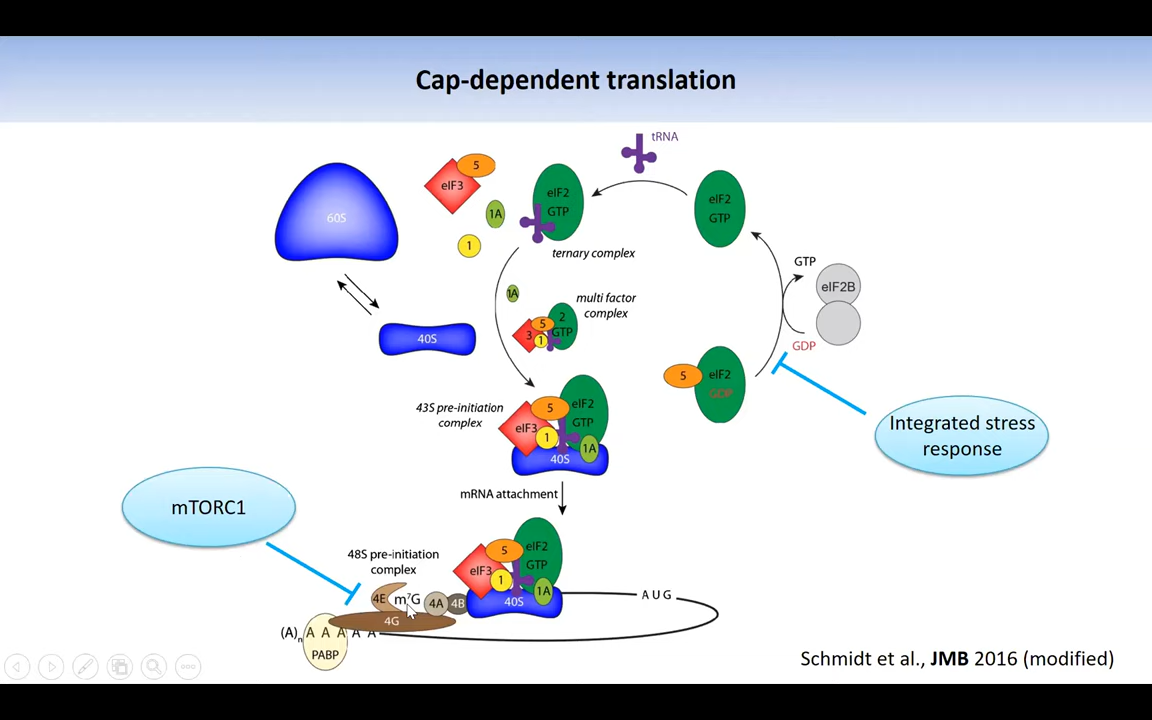 Cap-dependent translation
tRNA
5
eIF3
60S
1A
eIF2
GTP
eIF2
GTP
1
ternary complex
GTP
eIF2B
1A
multi factor
complex
2
5
3
1
GTP
40S
GDP
5
eIF2
GDP
43S pre-initiation
complex
5
eIF2
GTP
eIF3
1
1A
40S
Integrated stress
response
mRNA attachment
mTORC1
48S pre-initiation
complex
5
eIF2
GTP
eIF3
1
1A
40S
4E
m⁷G
4A
4B
AUG
4G
(A)n A A A A A
PABP
Schmidt et al., JMB 2016 (modified)